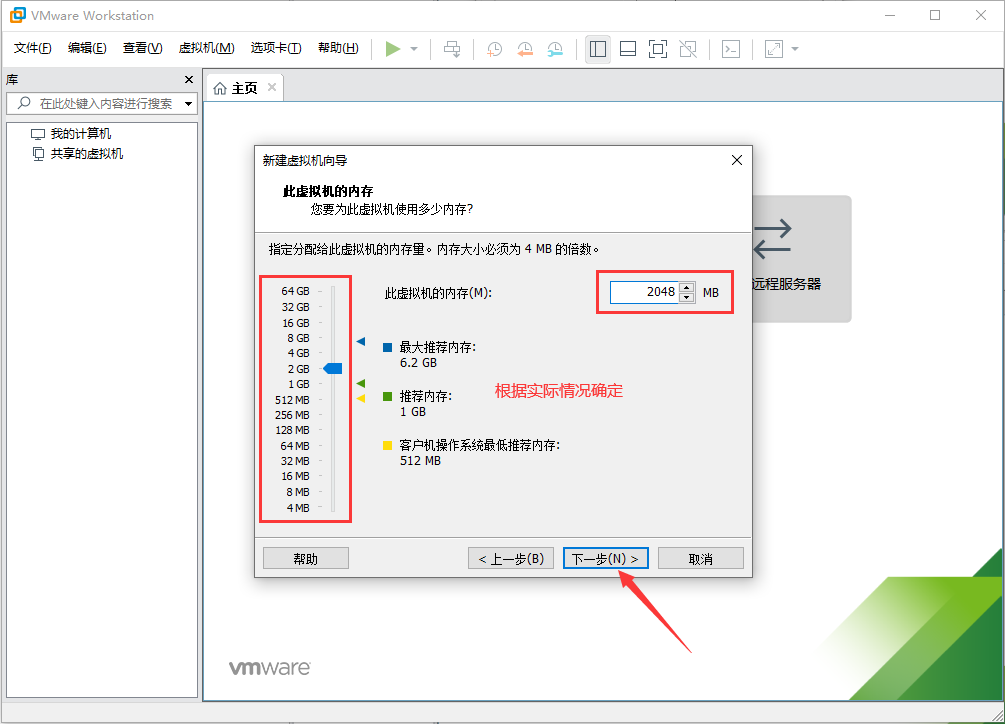 VMware Workstation
文件(F) 编辑(E) 查看(V) 虚拟机(M) 选项卡(T) 帮助(H)
库
在此处键入内容进行搜索
我的计算机
共享的虚拟机
主页
新建虚拟机向导
此虚拟机的内存
您要为此虚拟机使用多少内存?
指定分配给此虚拟机的内存量。内存大小必须为 4 MB 的倍数。
64 GB
32 GB
16 GB
8 GB
4 GB
2 GB
1 GB
512 MB
256 MB
128 MB
64 MB
32 MB
16 MB
8 MB
4 MB
此虚拟机的内存(M): 2048 MB
最大推荐内存:
6.2 GB
推荐内存:
1 GB
客户机操作系统最低推荐内存:
512 MB
根据实际情况确定
帮助 < 上一步(B) 下一步(N) > 取消
远程服务器
vmware